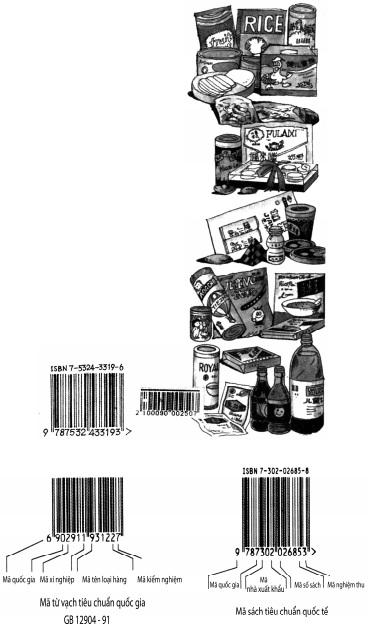 RICE
FULAIXI
ROYAL
ISBN 7-5324-3319-6
9 787532 433193 >
2 100090 002507
6 902911 931227
Mã quốc gia Mã xí nghiệp Mã tên loại hàng Mã kiểm nghiệm
Mã từ vạch tiêu chuẩn quốc gia
GB 12904 - 91
ISBN 7-302-02685-8
9 787302 026853 >
Mã quốc gia Mã nhà xuất khẩu Mã số sách Mã nghiệm thu
Mã sách tiêu chuẩn quốc tế